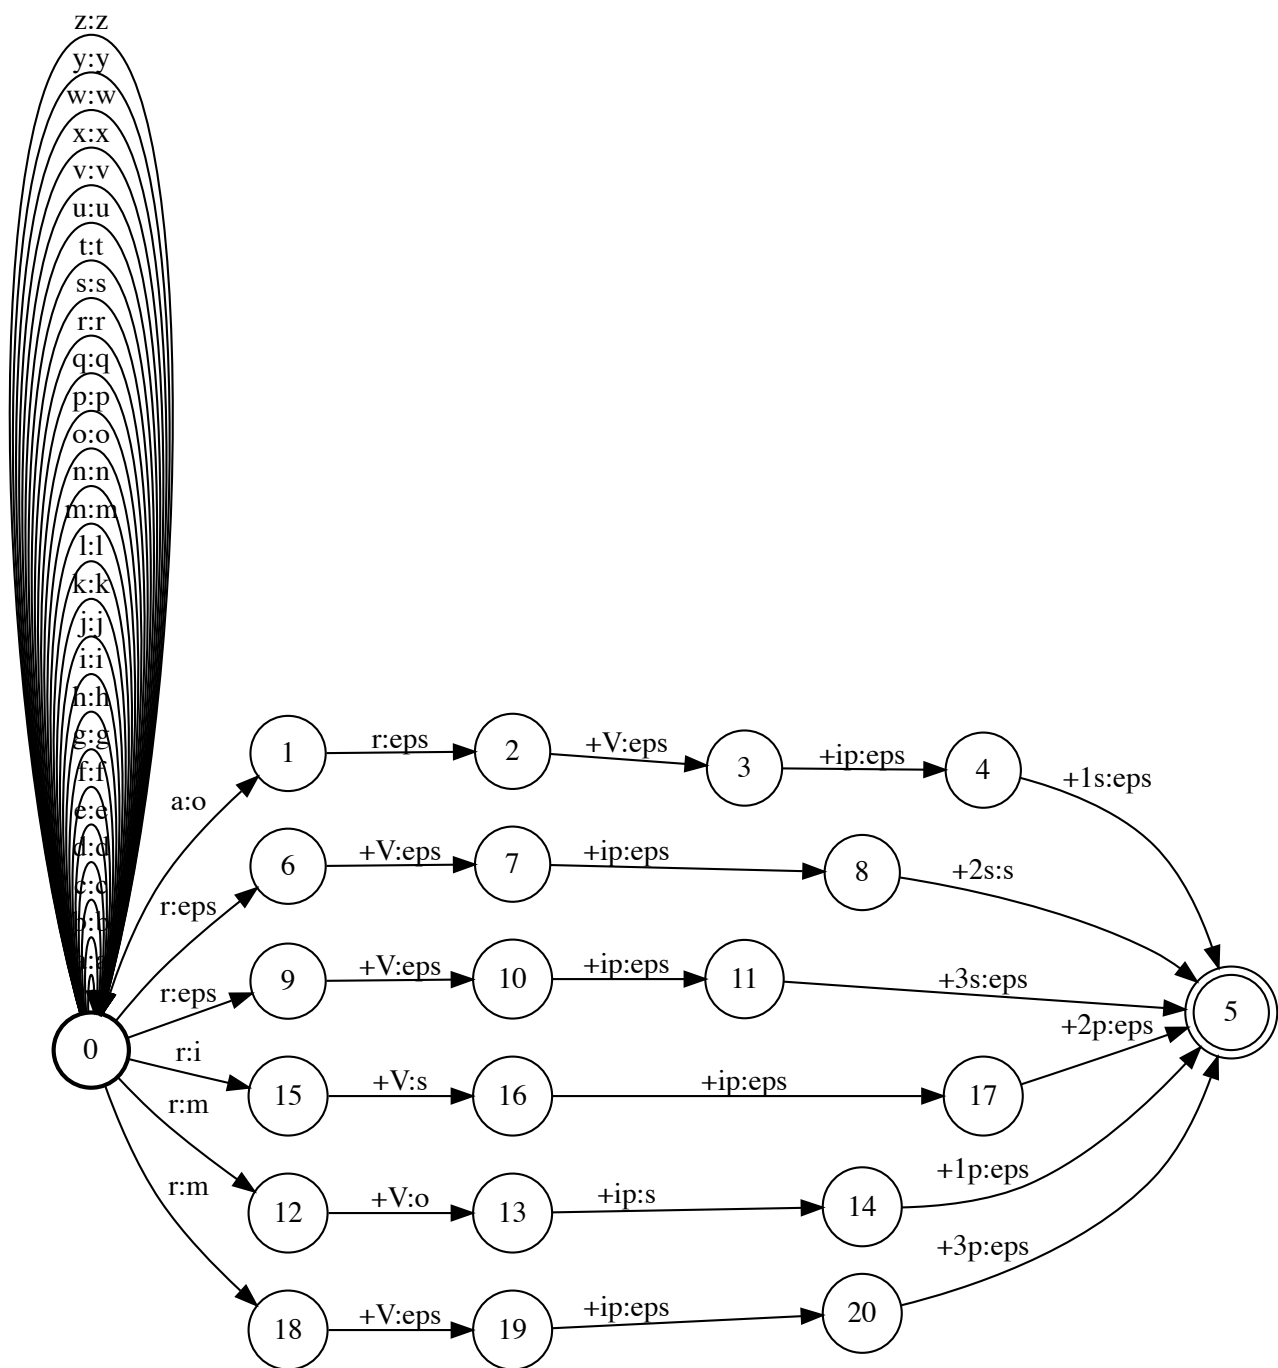 z:z
y:y
w:w
x:x
v:v
u:u
t:t
s:s
r:r
q:q
p:p
o:o
n:n
m:m
l:l
k:k
j:j
i:i
h:h
g:g
f:f
e:e
d:d
c:c
b:b
0
a:o
1
r:eps
2
+V:eps
3
+ip:eps
4
+1s:eps
r:eps
6
+V:eps
7
+ip:eps
8
+2s:s
r:eps
9
+V:eps
10
+ip:eps
11
+3s:eps
5
r:i
15
+V:s
16
+ip:eps
17
+2p:eps
r:m
12
+V:o
13
+ip:s
14
+1p:eps
r:m
18
+V:eps
19
+ip:eps
20
+3p:eps